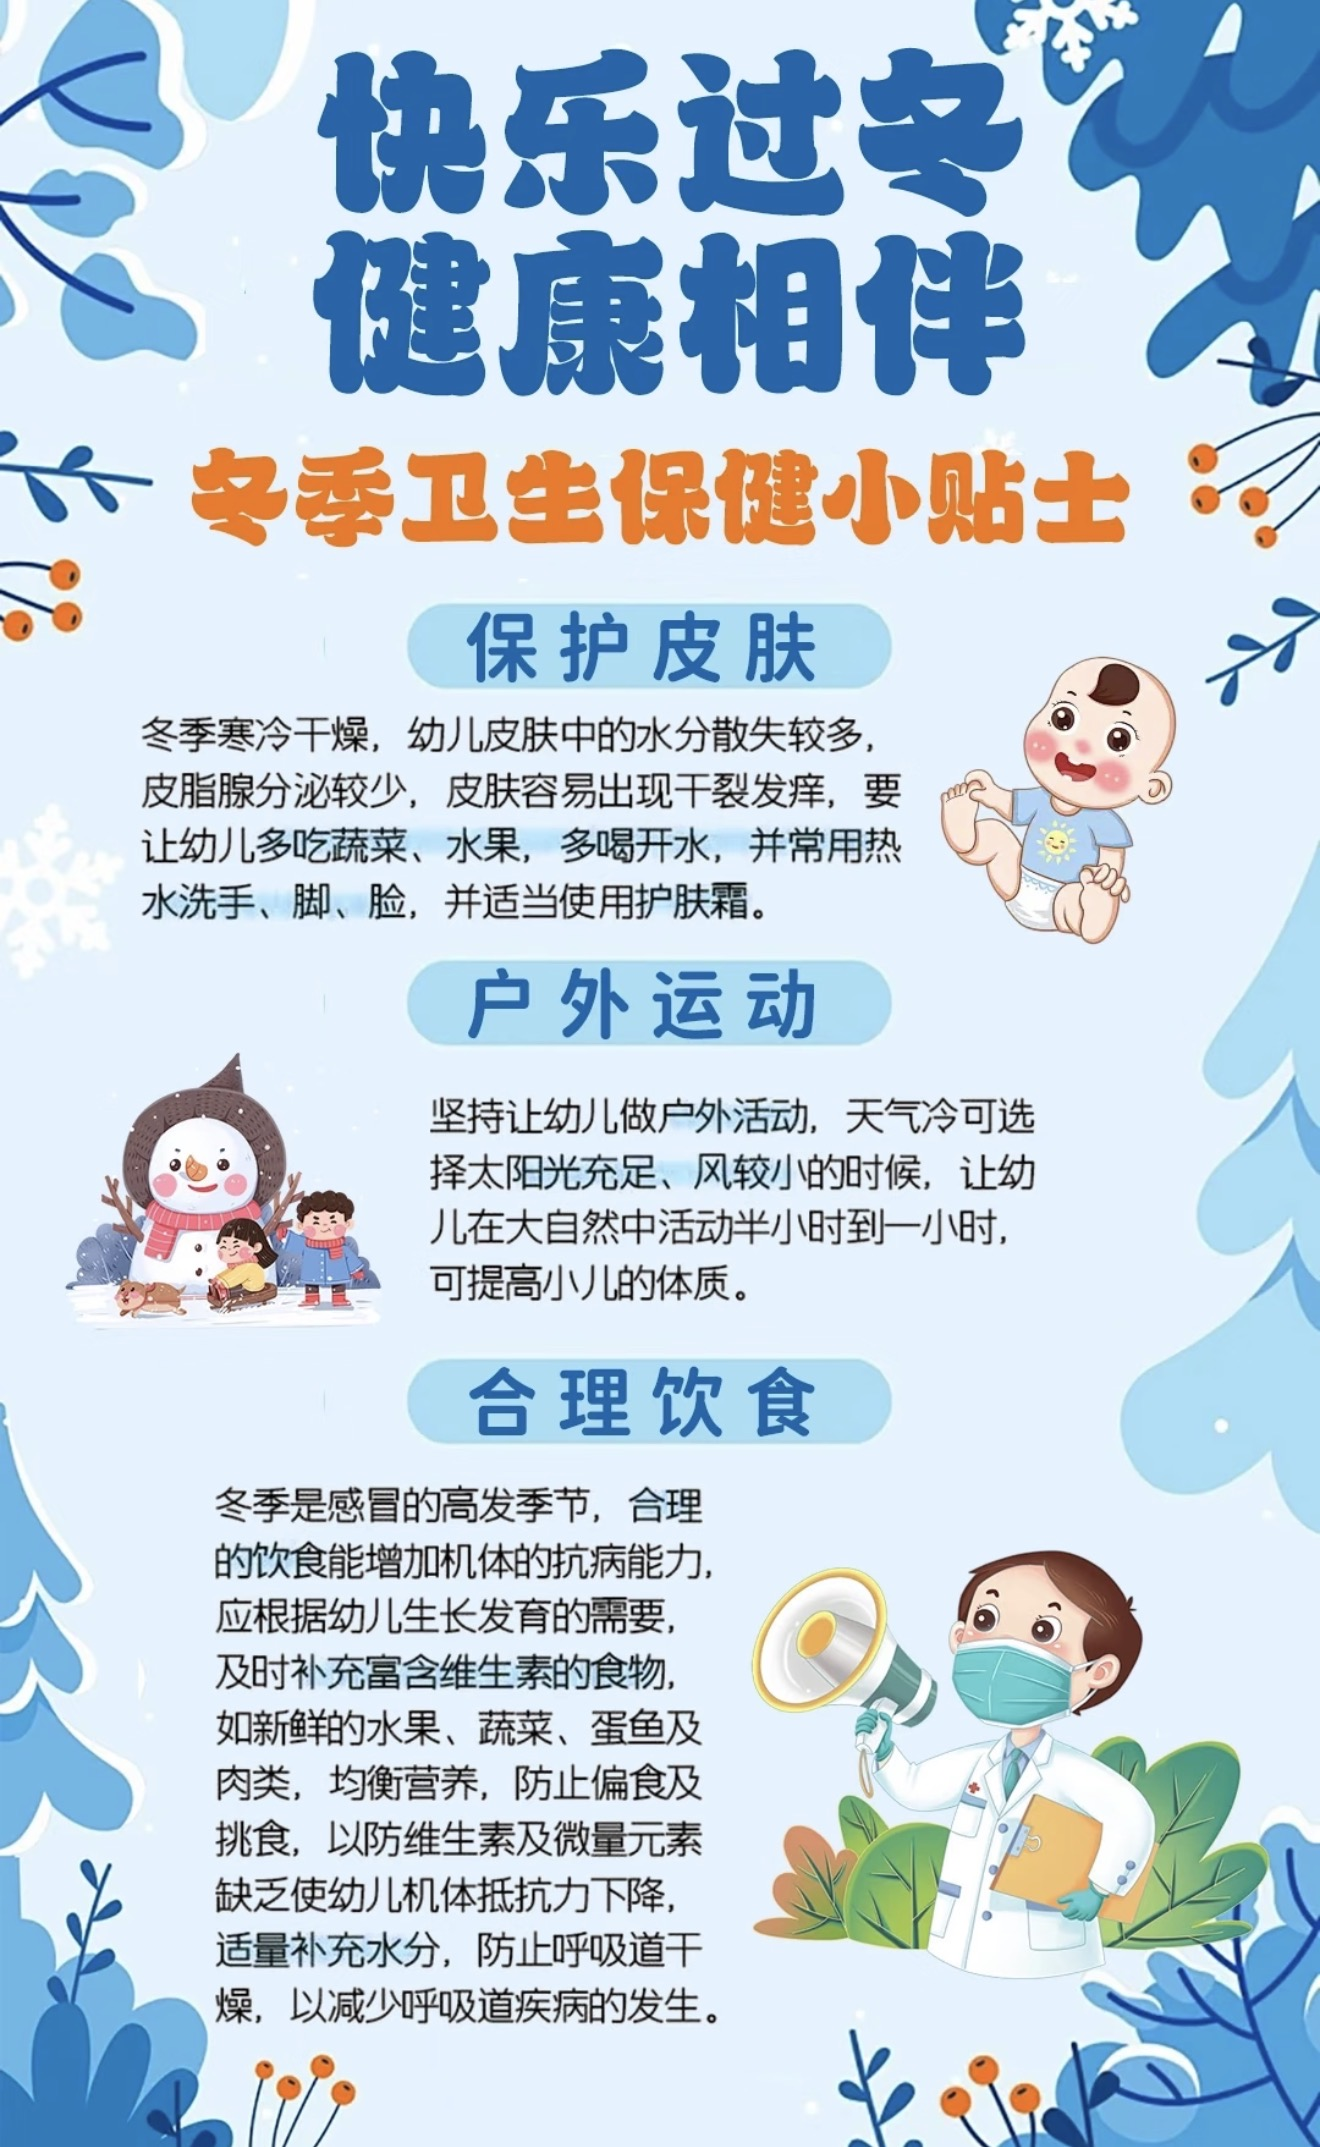 快乐过冬
健康相伴
冬季卫生保健小贴士
保护皮肤
冬季寒冷干燥，幼儿皮肤中的水分散失较多，
皮脂腺分泌较少，皮肤容易出现干裂发痒，要
让幼儿多吃蔬菜、水果，多喝开水，并常用热
水洗手、脚、脸，并适当使用护肤霜。
户外运动
坚持让幼儿做户外活动，天气冷可选
择太阳光充足、风较小的时候，让幼
儿在大自然中活动半小时到一小时，
可提高小儿的体质。
合理饮食
冬季是感冒的高发季节，合理
的饮食能增加机体的抗病能力，
应根据幼儿生长发育的需要，
及时补充富含维生素的食物，
如新鲜的水果、蔬菜、蛋鱼及
肉类，均衡营养，防止偏食及
挑食，以防维生素及微量元素
缺乏使幼儿机体抵抗力下降，
适量补充水分，防止呼吸道干
燥，以减少呼吸道疾病的发生。